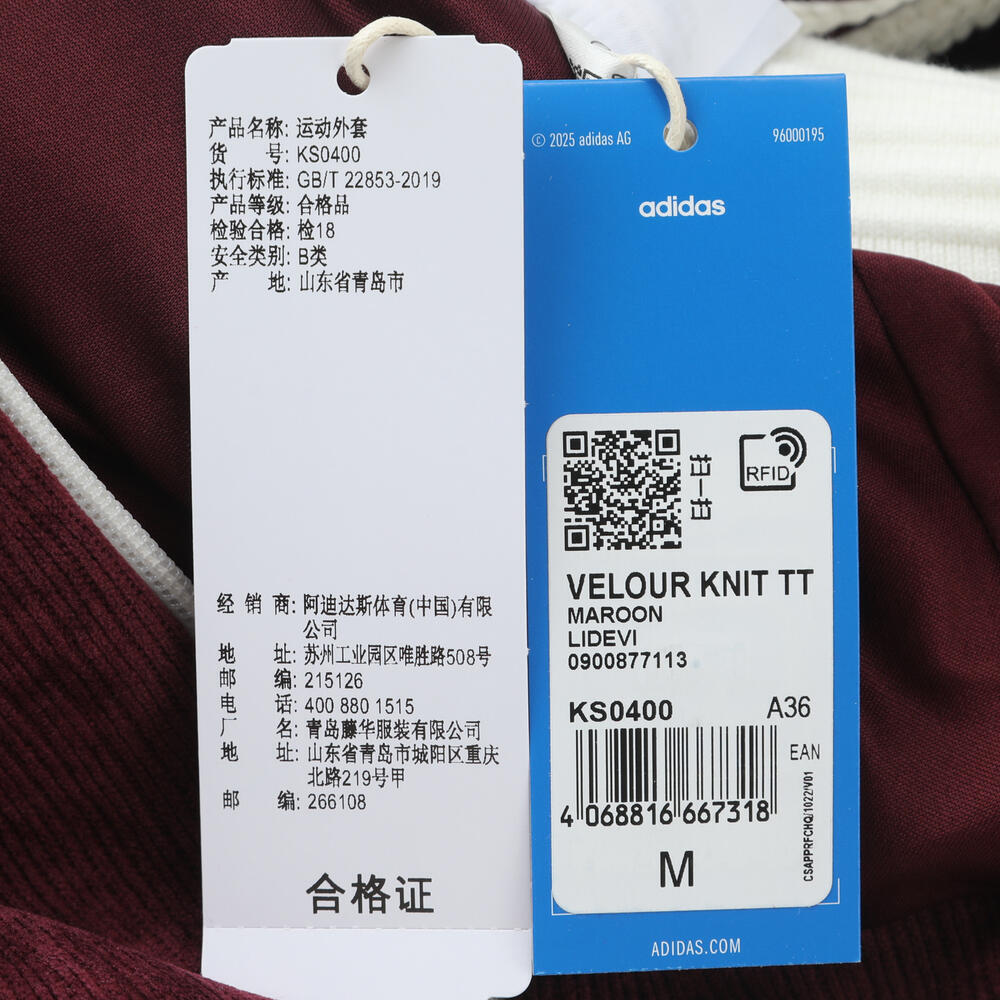 产品名称: 运动外套
货 号: KS0400
执行标准: GB/T 22853-2019
产品等级: 合格品
检验合格: 检18
安全类别: B类
产 地: 山东省青岛市
经 销 商: 阿迪达斯体育(中国)有限
公司
地 址: 苏州工业园区唯胜路508号
邮 编: 215126
电 话: 400 880 1515
厂 名: 青岛藤华服装有限公司
地 址: 山东省青岛市城阳区重庆
北路219号甲
邮 编: 266108
合格证
© 2025 adidas AG
96000195
adidas
扫一扫
RFID
VELOUR KNIT TT
MAROON
LIDEVI
0900877113
KS0400 A36
EAN
4 068816 667318
CSAPPRFCHQ/1022/V01
M
ADIDAS.COM